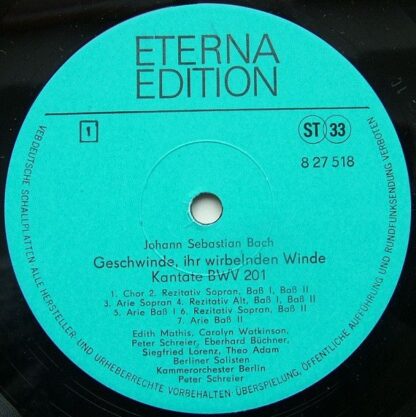 ETERNA
EDITION
1
ST 33
8 27 518
Johann Sebastian Bach
Geschwinde, ihr wirbelnden Winde
Kantate BWV 201
1. Chor 2. Rezitativ Sopran, Baß I, Baß II
3. Arie Sopran 4. Rezitativ Alt, Baß I, Baß II
5. Arie Baß I 6. Rezitativ Sopran, Baß II
7. Arie Baß II
Edith Mathis, Carolyn Watkinson,
Peter Schreier, Eberhard Büchner,
Siegfried Lorenz, Theo Adam
Berliner Solisten
Kammerorchester Berlin
Peter Schreier
VEB DEUTSCHE SCHALLPLATTEN ALLE HERSTELLER UND URHEBERRECHTE VORBEHALTEN · ÜBERSPIELUNG, ÖFFENTLICHE AUFFÜHRUNG UND RUNDFUNKSENDUNG VERBOTEN